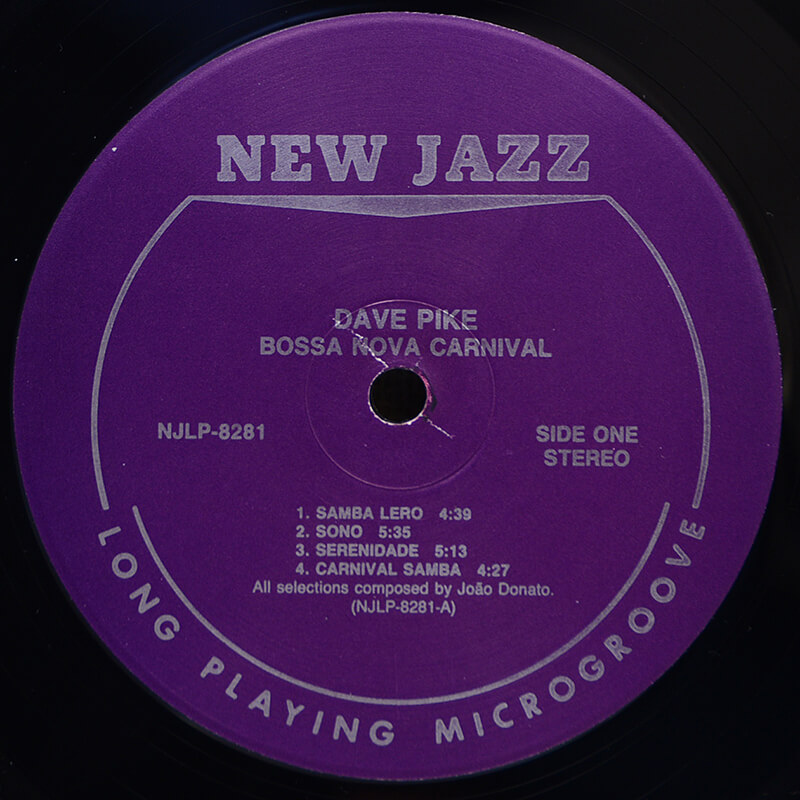 NEW JAZZ
DAVE PIKE
BOSSA NOVA CARNIVAL
NJLP-8281
SIDE ONE
STEREO
1. SAMBA LERO 4:39
2. SONO 5:35
3. SERENIDADE 5:13
4. CARNIVAL SAMBA 4:27
All selections composed by João Donato.
(NJLP-8281-A)
LONG PLAYING MICROGROOVE